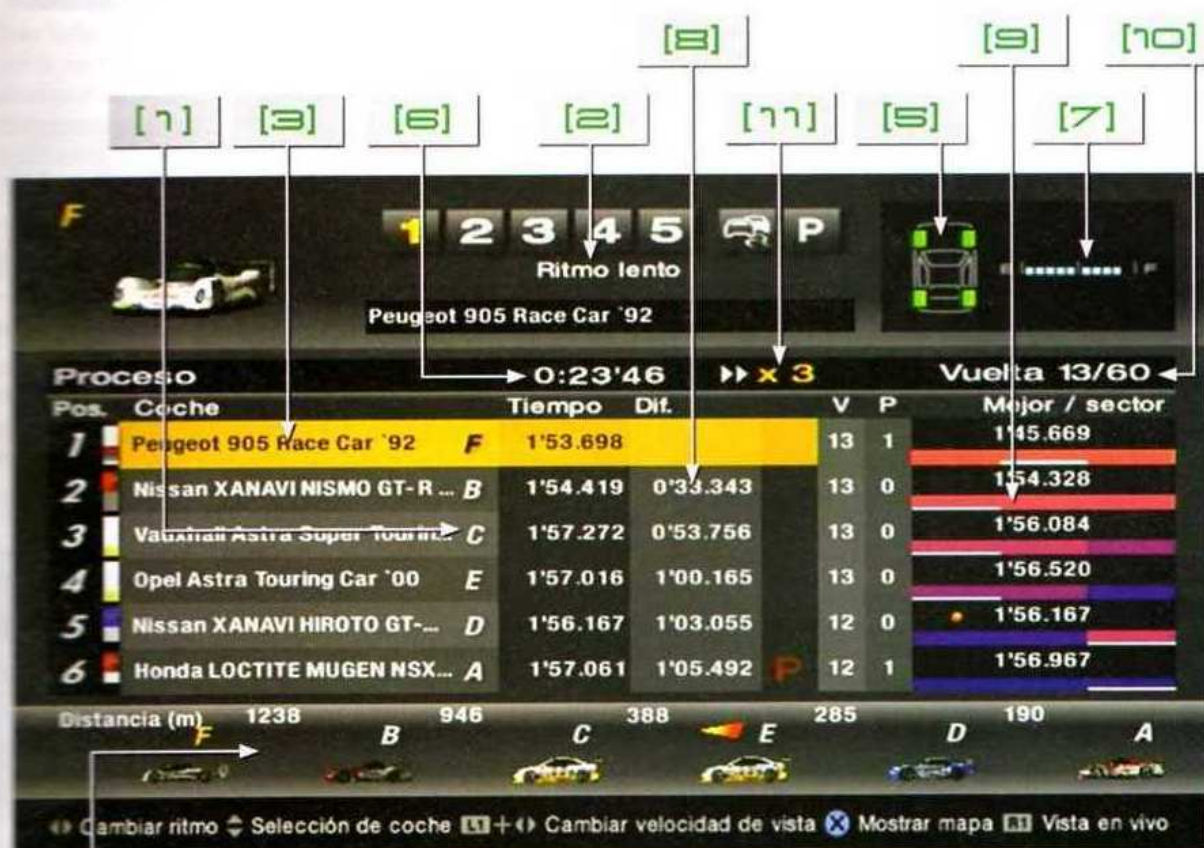 [8] [9] [10]
[1] [3] [6] [2] [11] [5] [7]
F 1 2 3 4 5 P
Ritmo lento
Peugeot 905 Race Car `92
F
Proceso 0:23'46 x 3 Vuelta 13/60
Pos. Coche Tiempo Dif. V P Mejor / sector
1 Peugeot 905 Race Car `92 F 1'53.698 13 1 1'45.669
2 Nissan XANAVI NISMO GT-R ... B 1'54.419 0'33.343 13 0 1'54.328
3 Vauxhall Astra Super Tourin... C 1'57.272 0'53.756 13 0 1'56.084
4 Opel Astra Touring Car `00 E 1'57.016 1'00.165 13 0 1'56.520
5 Nissan XANAVI HIROTO GT-... D 1'56.167 1'03.055 12 0 1'56.167
6 Honda LOCTITE MUGEN NSX... A 1'57.061 1'05.492 P 12 1 1'56.967
Distancia (m) 1238 946 388 285 190
F B C E D A
Cambiar ritmo Selección de coche L1+ Cambiar velocidad de vista X Mostrar mapa R1 Vista en vivo